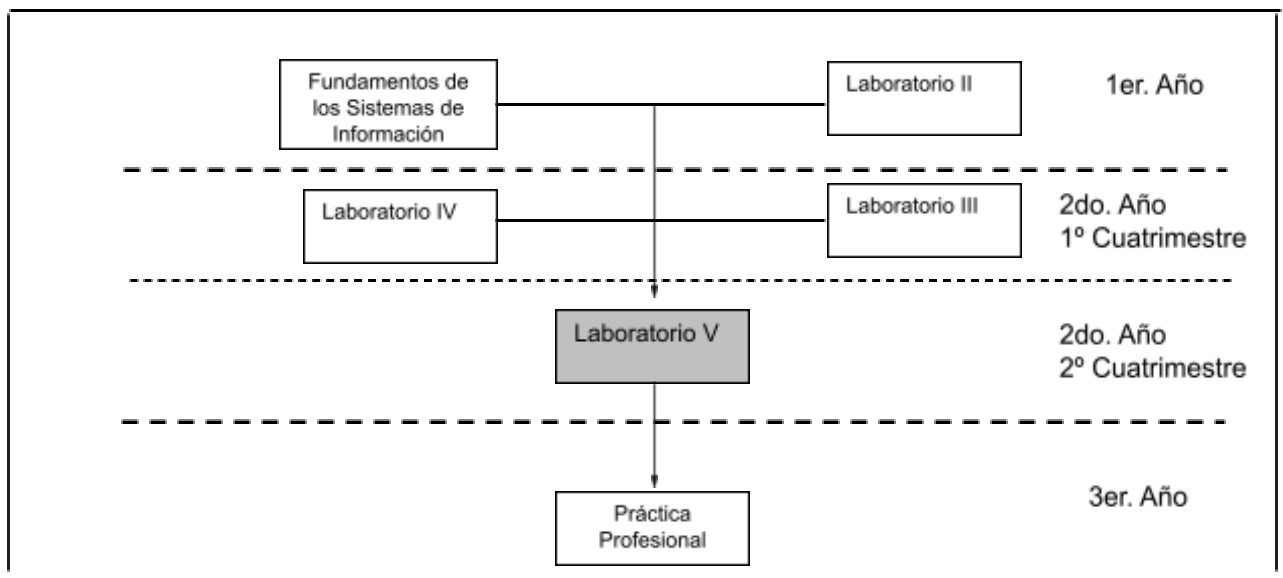 Fundamentos de
los Sistemas de
Información
Laboratorio II
1er. Año
Laboratorio IV
Laboratorio III
2do. Año
1º Cuatrimestre
Laboratorio V
2do. Año
2º Cuatrimestre
Práctica
Profesional
3er. Año